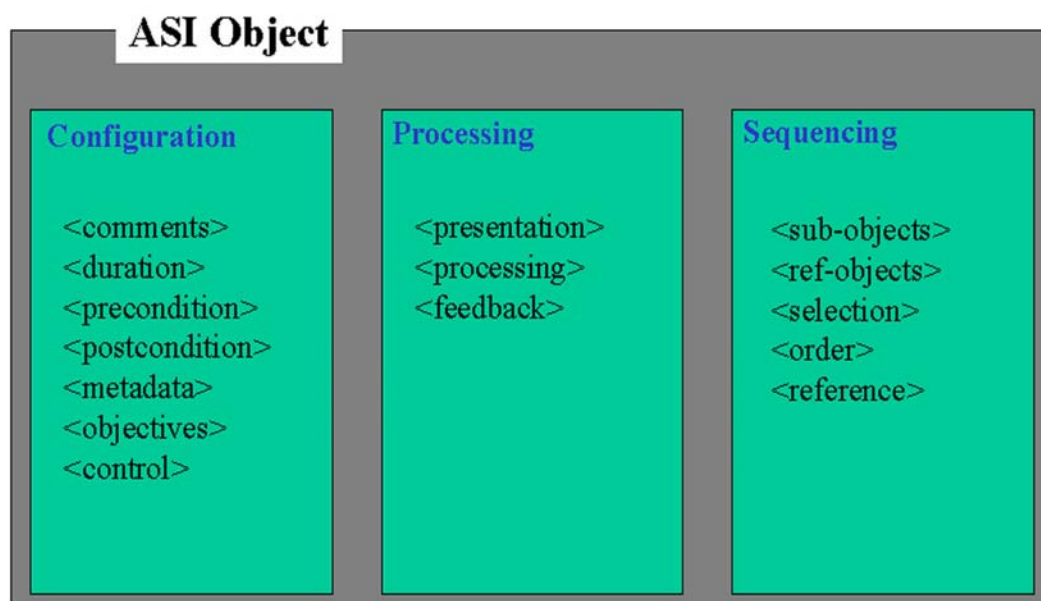 ASI Object
Configuration
<comments>
<duration>
<precondition>
<postcondition>
<metadata>
<objectives>
<control>
Processing
<presentation>
<processing>
<feedback>
Sequencing
<sub-objects>
<ref-objects>
<selection>
<order>
<reference>